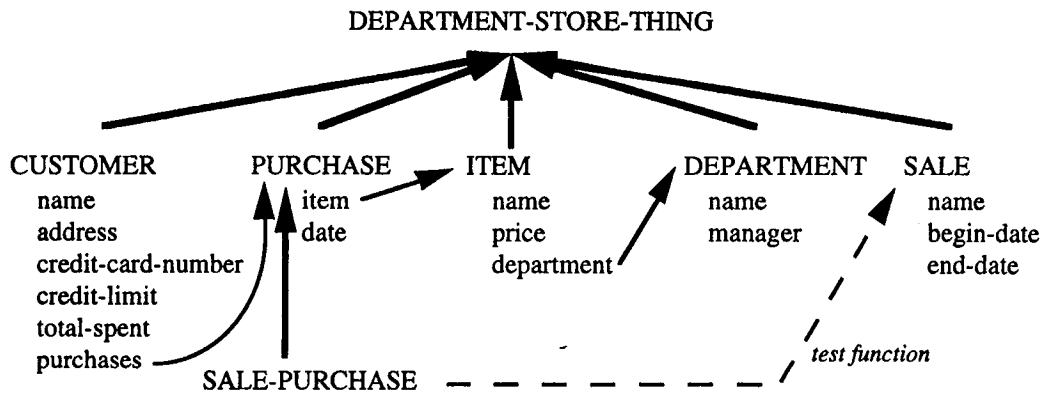 DEPARTMENT-STORE-THING
CUSTOMER
name
address
credit-card-number
credit-limit
total-spent
purchases
PURCHASE
item
date
ITEM
name
price
department
DEPARTMENT
name
manager
SALE
name
begin-date
end-date
test function
SALE-PURCHASE